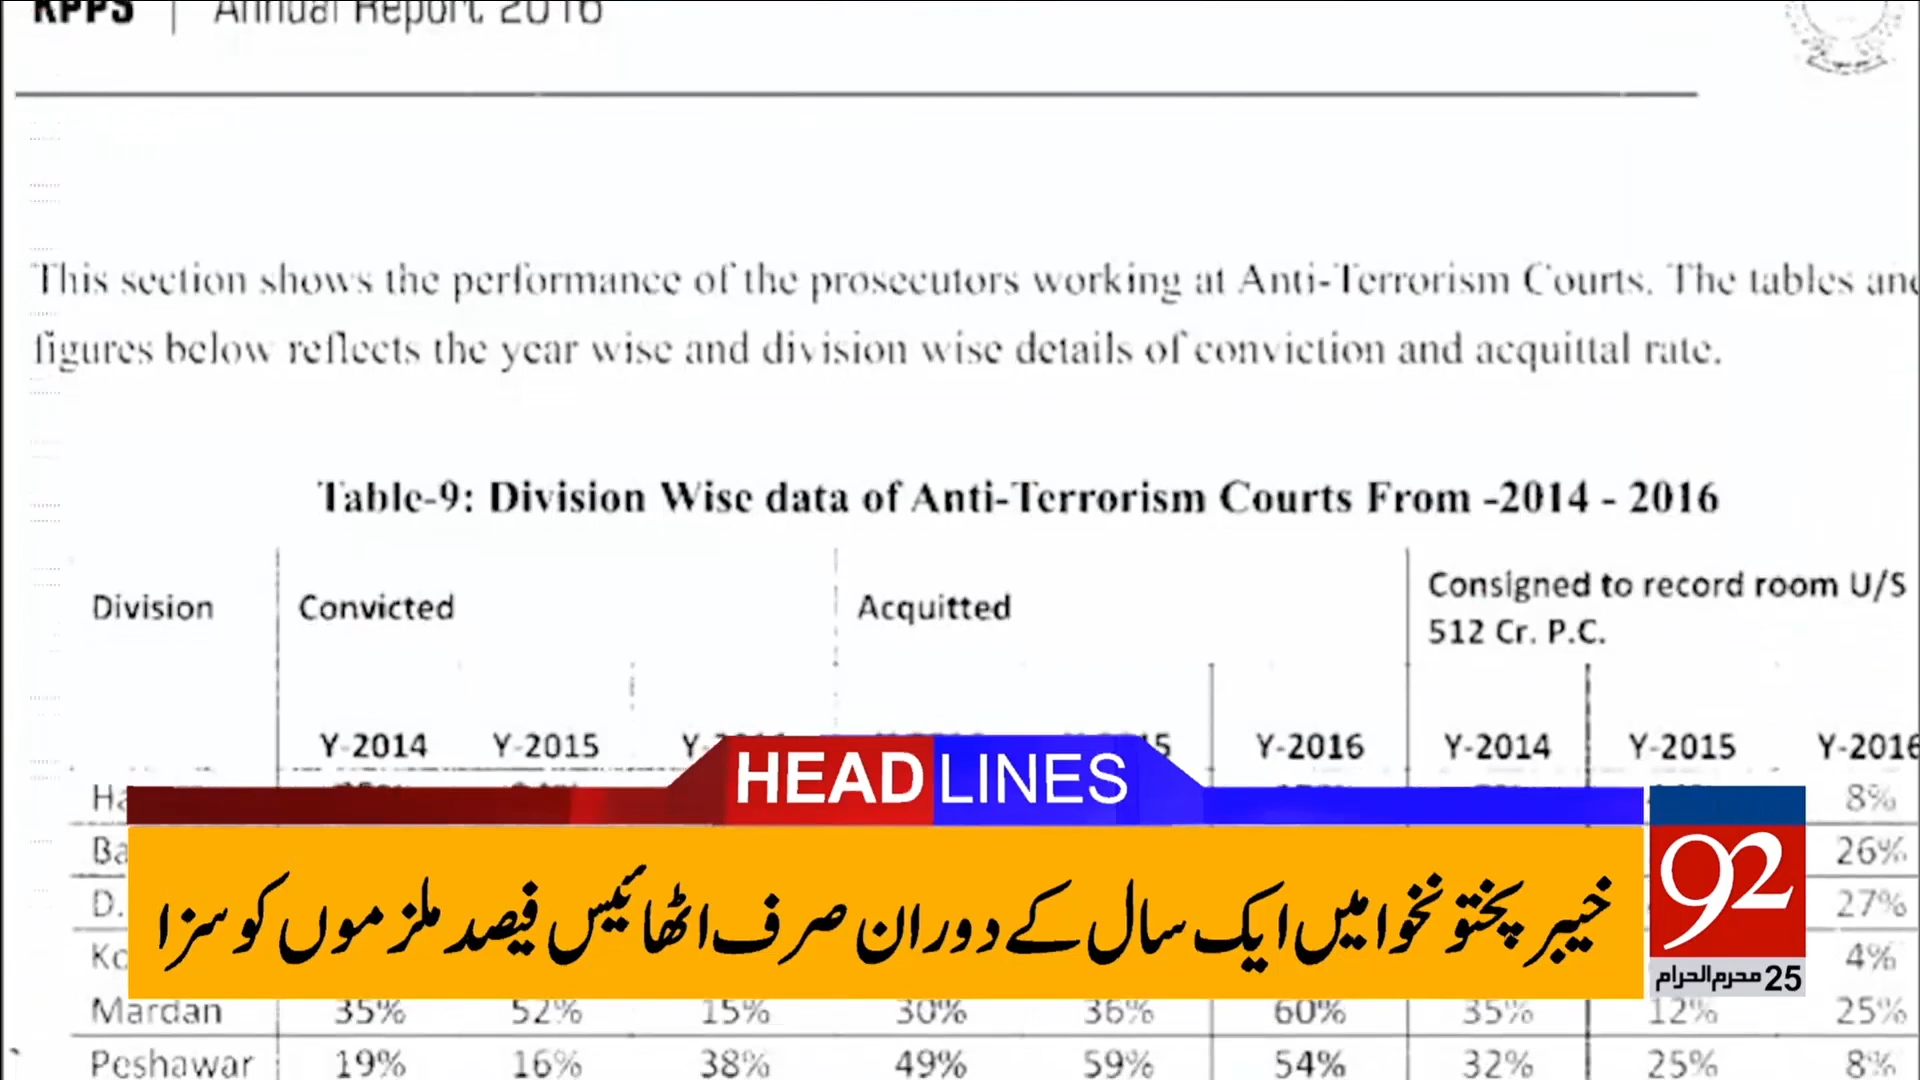 KPPS | Annual Report 2016
This section shows the performance of the prosecutors working at Anti-Terrorism Courts. The tables and
figures below reflects the year wise and division wise details of conviction and acquittal rate.
Table-9: Division Wise data of Anti-Terrorism Courts From -2014 - 2016
Division Convicted Acquitted Consigned to record room U/S
512 Cr. P.C.
Y-2014 Y-2015 Y-2016 Y-2014 Y-2015 Y-2016
8%
26%
27%
4%
Mardan 35% 52% 15% 30% 36% 60% 35% 12% 25%
Peshawar 19% 16% 38% 49% 59% 54% 32% 25% 8%
HEADLINES
خیبر پختونخوا میں ایک سال کے دوران صرف اٹھائیس فیصد ملزموں کو سزا
92
25 محرم الحرام